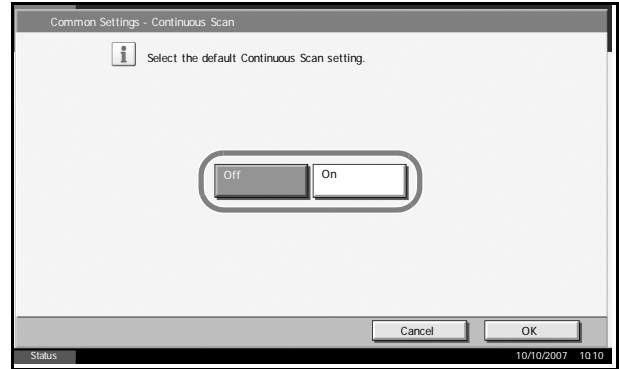 Common Settings - Continuous Scan
i
Select the default Continuous Scan setting.
Off
On
Cancel
OK
Status
10/10/2007 10:10